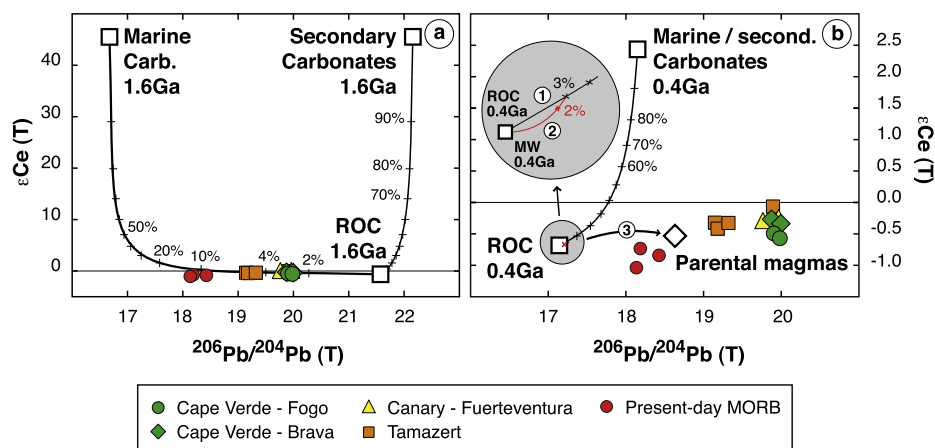 a
Marine
Carb.
1.6Ga
Secondary
Carbonates
1.6Ga
40
30
20
10
0
εCe (T)
90%
80%
70%
50%
20%
10%
4%
2%
ROC
1.6Ga
17
18
19
20
21
22
206Pb/204Pb (T)
b
Marine / second.
Carbonates
0.4Ga
ROC
0.4Ga
1
3%
2%
2
MW
0.4Ga
80%
70%
60%
3
ROC
0.4Ga
Parental magmas
2.5
2.0
1.5
1.0
0.5
0.0
-0.5
-1.0
εCe (T)
17
18
19
20
206Pb/204Pb (T)
Cape Verde - Fogo
Canary - Fuerteventura
Present-day MORB
Cape Verde - Brava
Tamazert